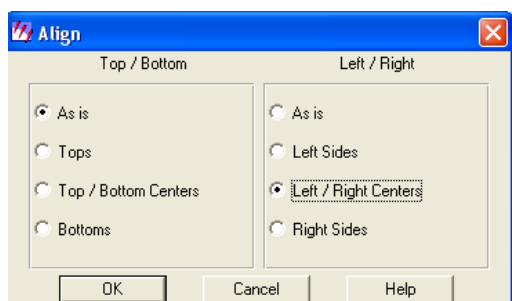 Align
Top / Bottom
Left / Right
As is
As is
Tops
Left Sides
Top / Bottom Centers
Left / Right Centers
Bottoms
Right Sides
OK
Cancel
Help